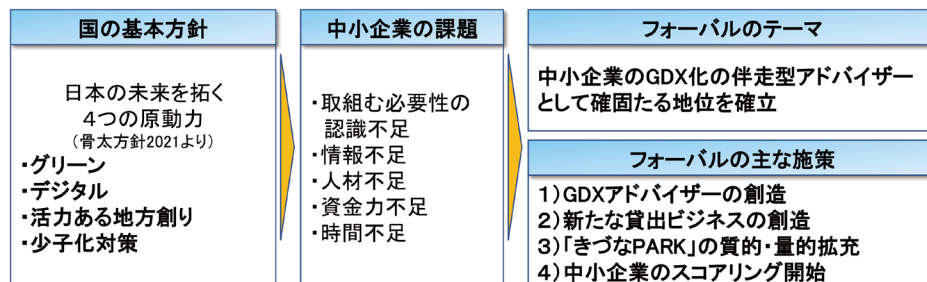 国の基本方針
日本の未来を拓く
４つの原動力
（骨太方針2021より）
・グリーン
・デジタル
・活力ある地方創り
・少子化対策
中小企業の課題
・取組む必要性の
認識不足
・情報不足
・人材不足
・資金力不足
・時間不足
フォーバルのテーマ
中小企業のGDX化の伴走型アドバイザー
として確固たる地位を確立
フォーバルの主な施策
１）GDXアドバイザーの創造
２）新たな貸出ビジネスの創造
３）「きづなPARK」の質的・量的拡充
４）中小企業のスコアリング開始